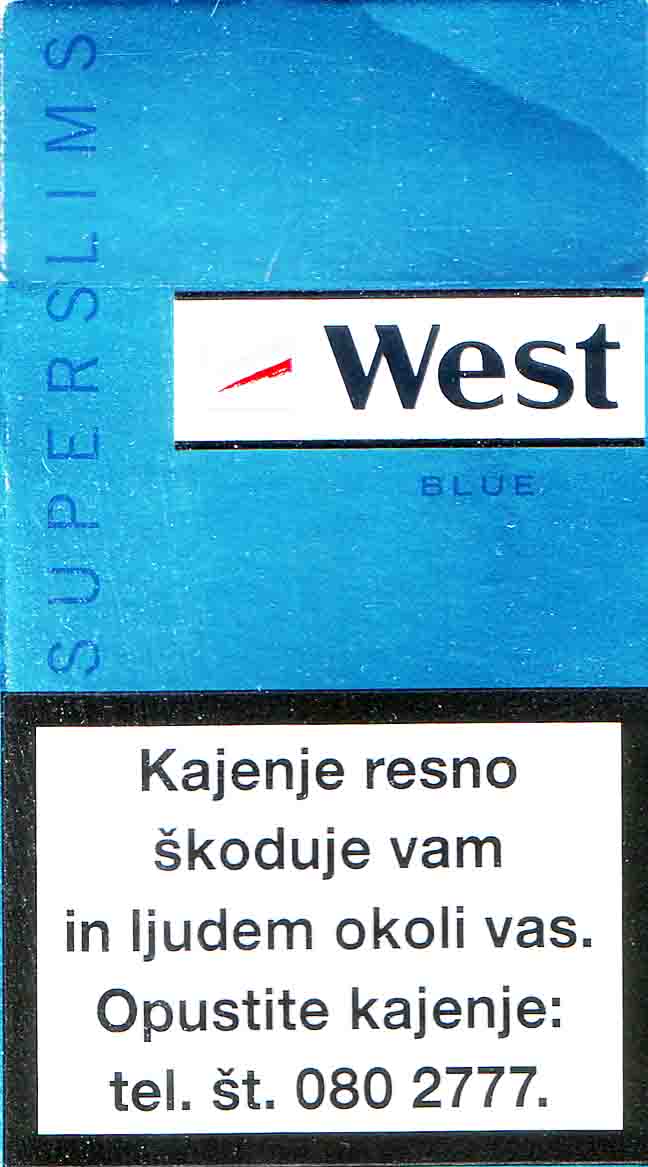 SUPERSLIMS
West
BLUE
Kajenje resno
škoduje vam
in ljudem okoli vas.
Opustite kajenje:
tel. št. 080 2777.